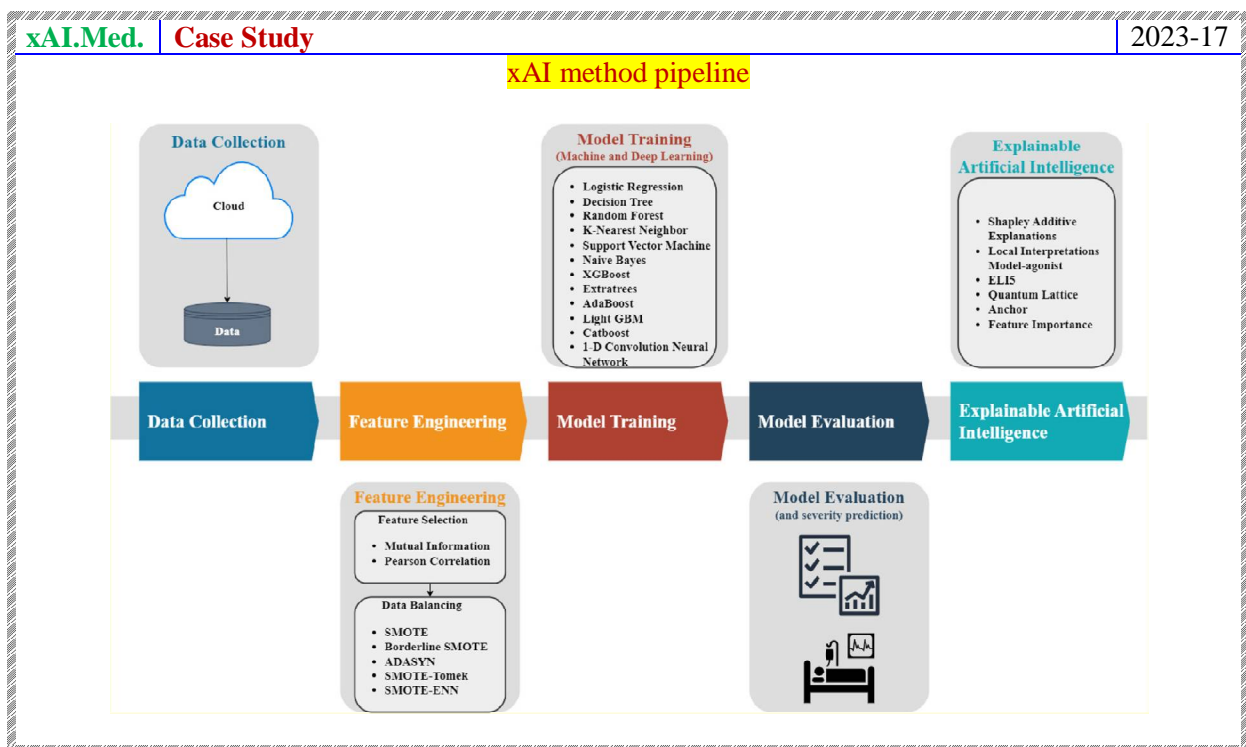 xAI.Med. Case Study 2023-17
xAI method pipeline
Data Collection
Cloud
Data
Model Training
(Machine and Deep Learning)
• Logistic Regression
• Decision Tree
• Random Forest
• K-Nearest Neighbor
• Support Vector Machine
• Naive Bayes
• XGBoost
• Extratrees
• AdaBoost
• Light GBM
• Catboost
• 1-D Convolution Neural
Network
Explainable
Artificial Intelligence
• Shapley Additive
Explanations
• Local Interpretations
Model-agonist
• ELI5
• Quantum Lattice
• Anchor
• Feature Importance
Data Collection
Feature Engineering
Model Training
Model Evaluation
Explainable Artificial
Intelligence
Feature Engineering
Feature Selection
• Mutual Information
• Pearson Correlation
Data Balancing
• SMOTE
• Borderline SMOTE
• ADASYN
• SMOTE-Tomek
• SMOTE-ENN
Model Evaluation
(and severity prediction)